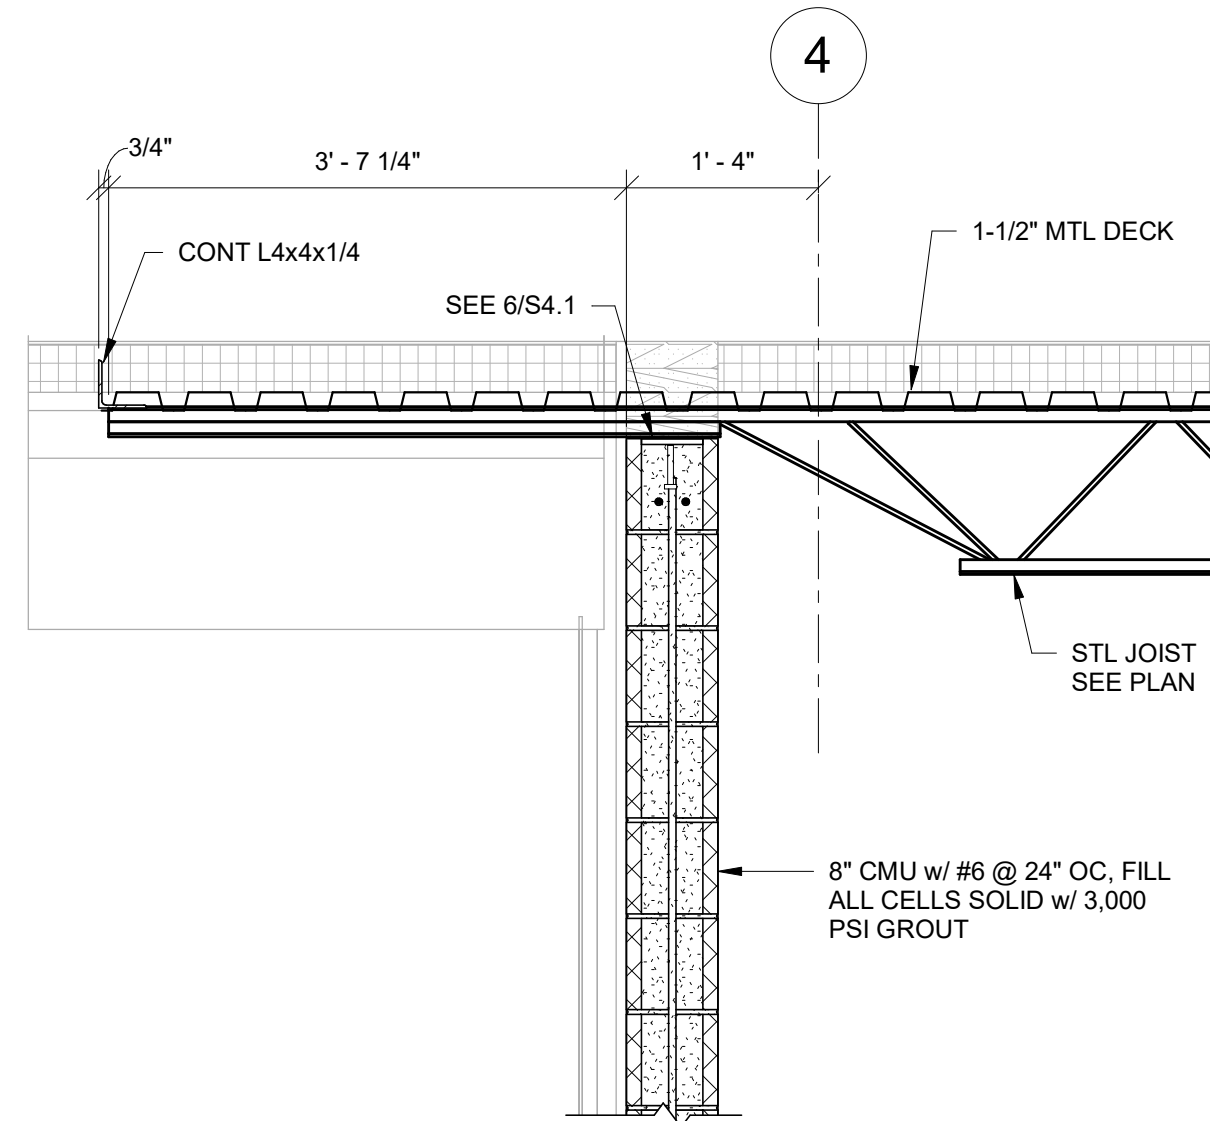 4
3/4"
3' - 7 1/4"
1' - 4"
1-1/2" MTL DECK
CONT L4x4x1/4
SEE 6/S4.1
STL JOIST
SEE PLAN
8" CMU w/ #6 @ 24" OC, FILL
ALL CELLS SOLID w/ 3,000
PSI GROUT